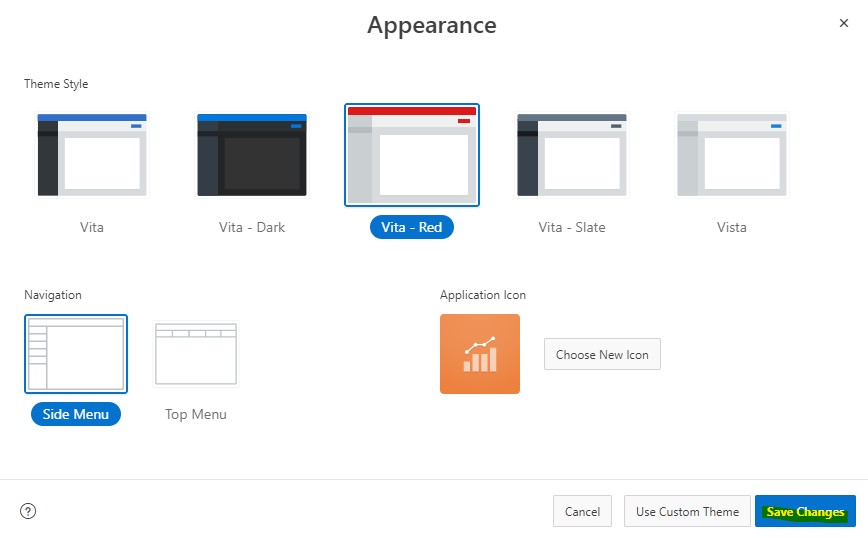 Appearance
×
Theme Style
Vita
Vita - Dark
Vita - Red
Vita - Slate
Vista
Navigation
Application Icon
Choose New Icon
Side Menu
Top Menu
?
Cancel
Use Custom Theme
Save Changes